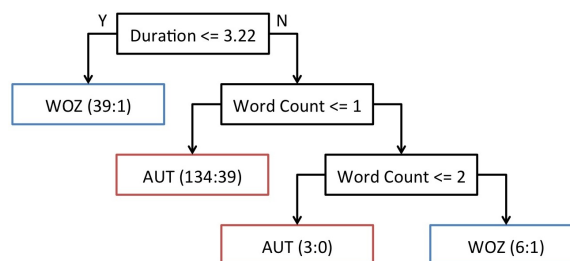 Y
Duration <= 3.22
N
WOZ (39:1)
Word Count <= 1
AUT (134:39)
Word Count <= 2
AUT (3:0)
WOZ (6:1)